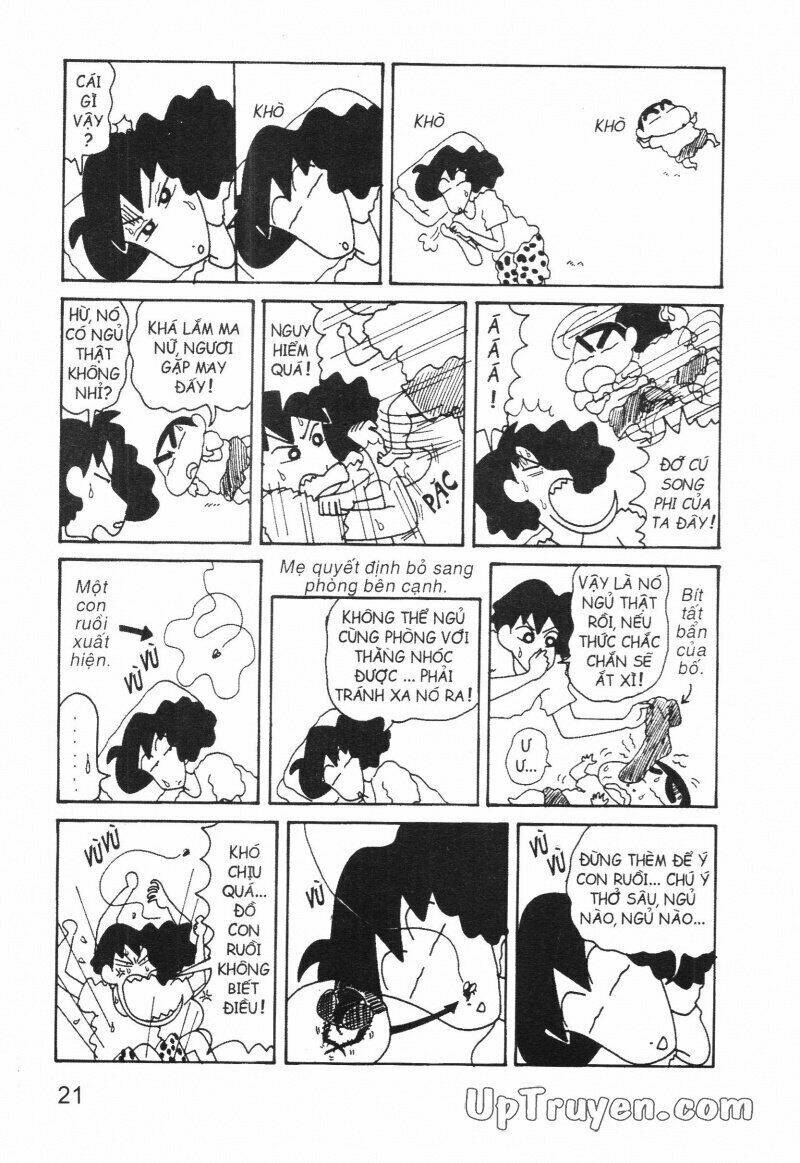 KHÒ
KHÒ
KHÒ
CÁI
GÌ
VẬY?
Á
Á
Á!
ĐỠ CÚ
SONG
PHI CỦA
TA ĐÂY!
NGUY
HIỂM
QUÁ!
PẶC
KHÁ LẮM MA
NỮ, NGƯƠI
GẶP MAY
ĐẤY!
HỪ, NÓ
CÓ NGỦ
THẬT
KHÔNG
NHỈ?
VẬY LÀ NÓ
NGỦ THẬT
RỒI, NẾU
THỨC CHẮC
CHẮN SẼ
ẮT XÌ!
Bít
tất
bẩn
của
bố.
Ư
Ư...
Mẹ quyết định bỏ sang
phòng bên cạnh.
KHÔNG THỂ NGỦ
CÙNG PHÒNG VỚI
THẰNG NHÓC
ĐƯỢC ... PHẢI
TRÁNH XA NÓ RA!
Một
con
ruồi
xuất
hiện.
VÙ VÙ
......
VÙ
VÙ
ĐỪNG THÈM ĐỂ Ý
CON RUỒI... CHÚ Ý
THỞ SÂU, NGỦ
NÀO, NGỦ NÀO...
VÙ
VÙ VÙ
KHÓ
CHỊU
QUÁ...
ĐỒ
CON
RUỒI
KHÔNG
BIẾT
ĐIỀU!
VÙ
VÙ
21
UpTruyen.com